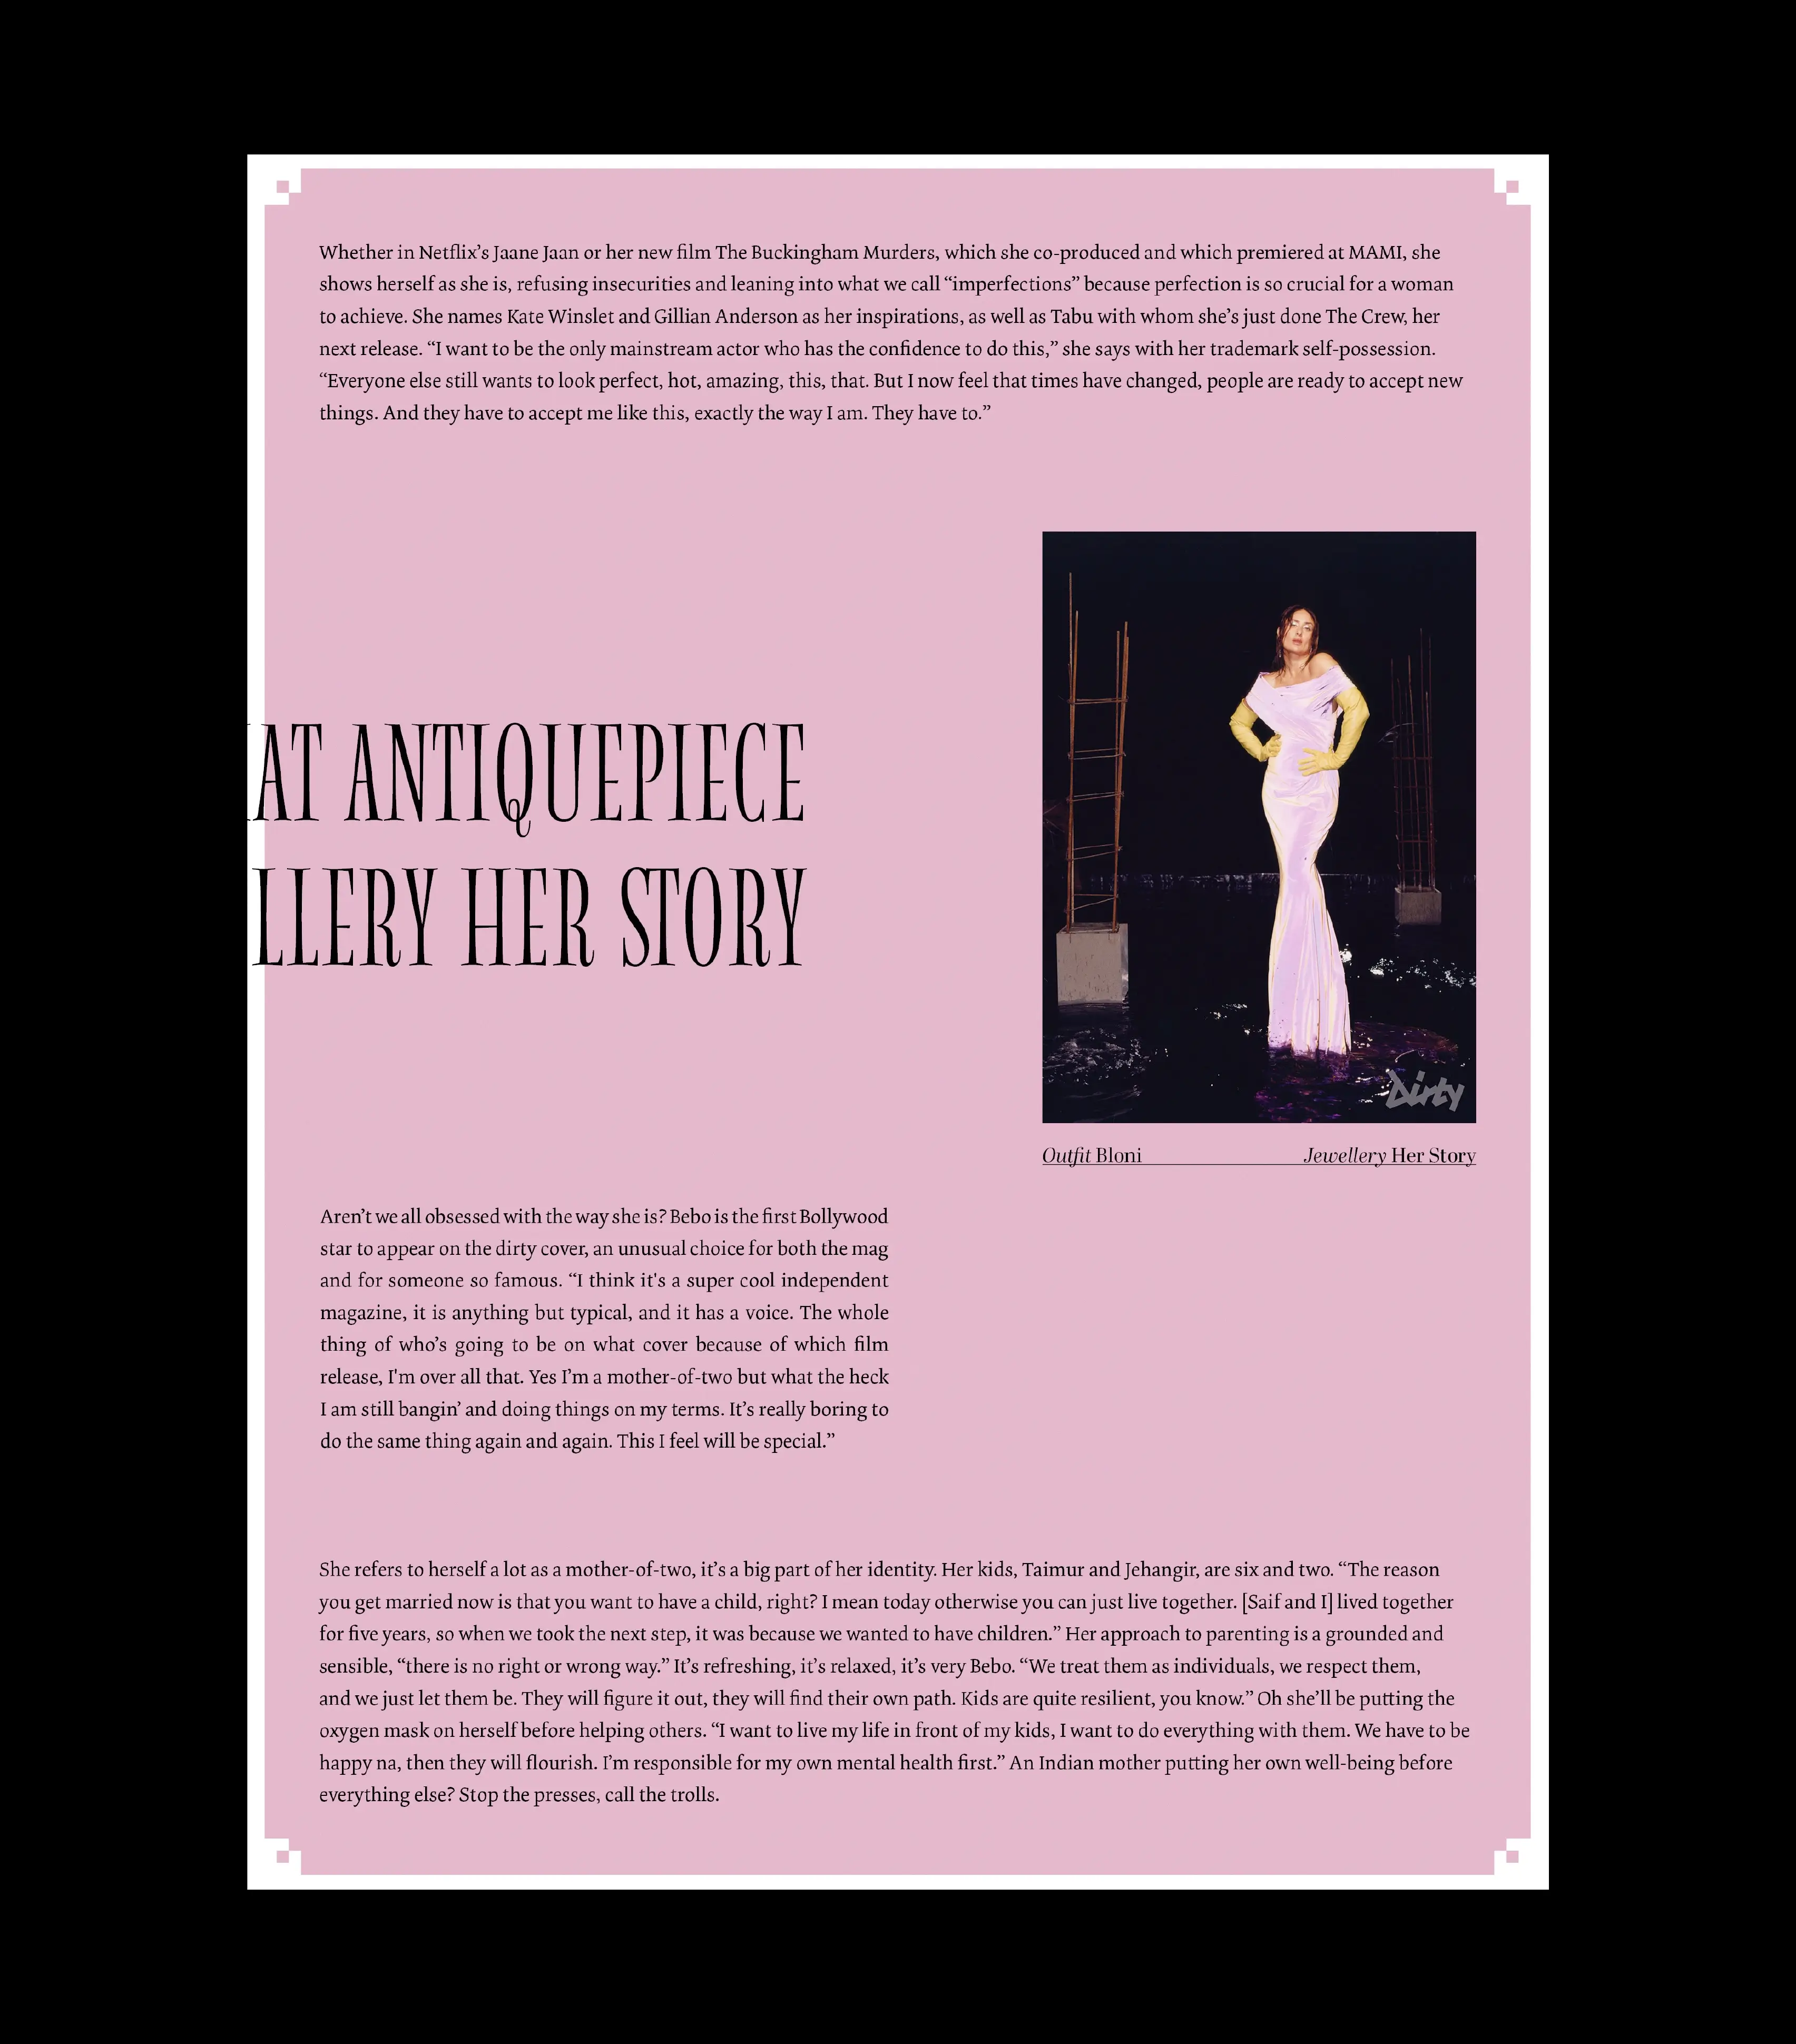 Whether in Netflix’s Jaane Jaan or her new film The Buckingham Murders, which she co-produced and which premiered at MAMI, she
shows herself as she is, refusing insecurities and leaning into what we call “imperfections” because perfection is so crucial for a woman
to achieve. She names Kate Winslet and Gillian Anderson as her inspirations, as well as Tabu with whom she’s just done The Crew, her
next release. “I want to be the only mainstream actor who has the confidence to do this,” she says with her trademark self-possession.
“Everyone else still wants to look perfect, hot, amazing, this, that. But I now feel that times have changed, people are ready to accept new
things. And they have to accept me like this, exactly the way I am. They have to.”
AT ANTIQUEPIECE
LLERY HER STORY
Dirty
Outfit Bloni Jewellery Her Story
Aren’t we all obsessed with the way she is? Bebo is the first Bollywood
star to appear on the dirty cover, an unusual choice for both the mag
and for someone so famous. “I think it's a super cool independent
magazine, it is anything but typical, and it has a voice. The whole
thing of who’s going to be on what cover because of which film
release, I'm over all that. Yes I’m a mother-of-two but what the heck
I am still bangin’ and doing things on my terms. It’s really boring to
do the same thing again and again. This I feel will be special.”
She refers to herself a lot as a mother-of-two, it’s a big part of her identity. Her kids, Taimur and Jehangir, are six and two. “The reason
you get married now is that you want to have a child, right? I mean today otherwise you can just live together. [Saif and I] lived together
for five years, so when we took the next step, it was because we wanted to have children.” Her approach to parenting is a grounded and
sensible, “there is no right or wrong way.” It’s refreshing, it’s relaxed, it’s very Bebo. “We treat them as individuals, we respect them,
and we just let them be. They will figure it out, they will find their own path. Kids are quite resilient, you know.” Oh she’ll be putting the
oxygen mask on herself before helping others. “I want to live my life in front of my kids, I want to do everything with them. We have to be
happy na, then they will flourish. I’m responsible for my own mental health first.” An Indian mother putting her own well-being before
everything else? Stop the presses, call the trolls.